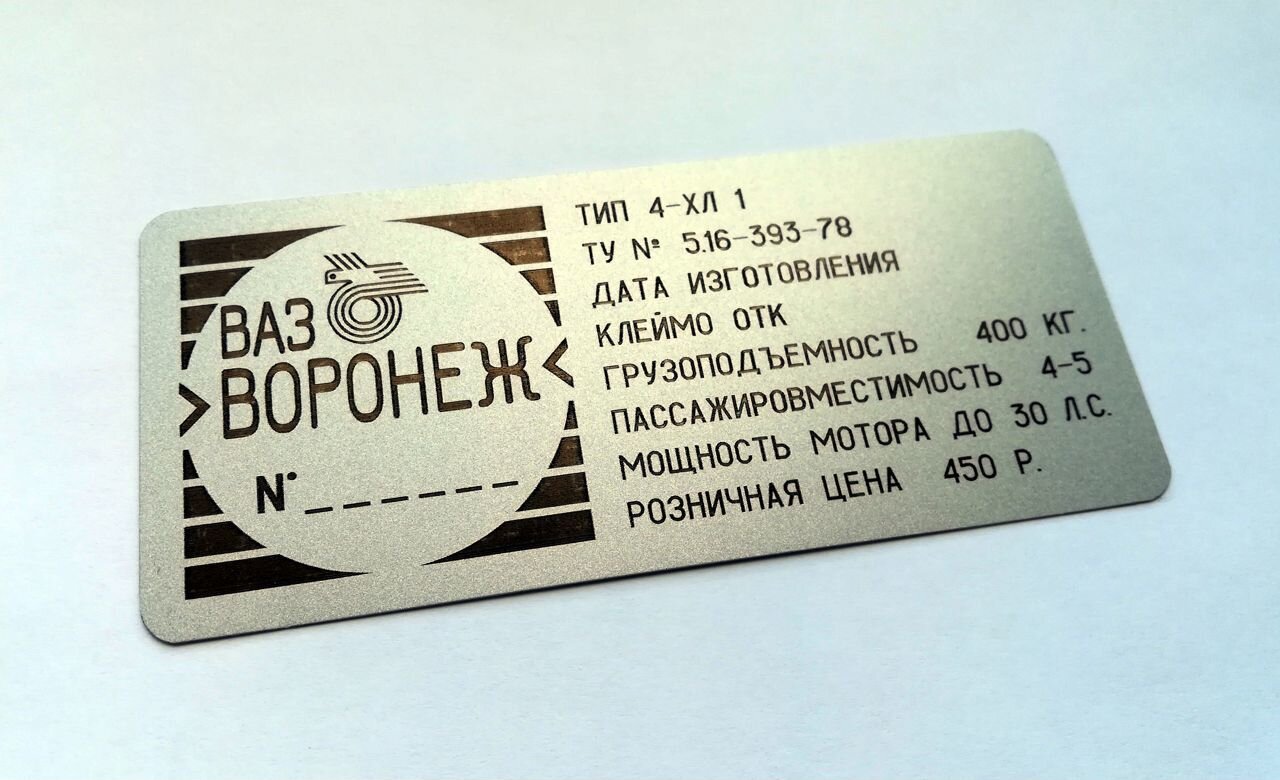 ВАЗ
>ВОРОНЕЖ<
N° _ _ _ _ _ _
ТИП 4-ХЛ 1
ТУ № 5.16-393-78
ДАТА ИЗГОТОВЛЕНИЯ
КЛЕЙМО ОТК
ГРУЗОПОДЪЕМНОСТЬ 400 КГ.
ПАССАЖИРОВМЕСТИМОСТЬ 4-5
МОЩНОСТЬ МОТОРА ДО 30 Л.С.
РОЗНИЧНАЯ ЦЕНА 450 Р.